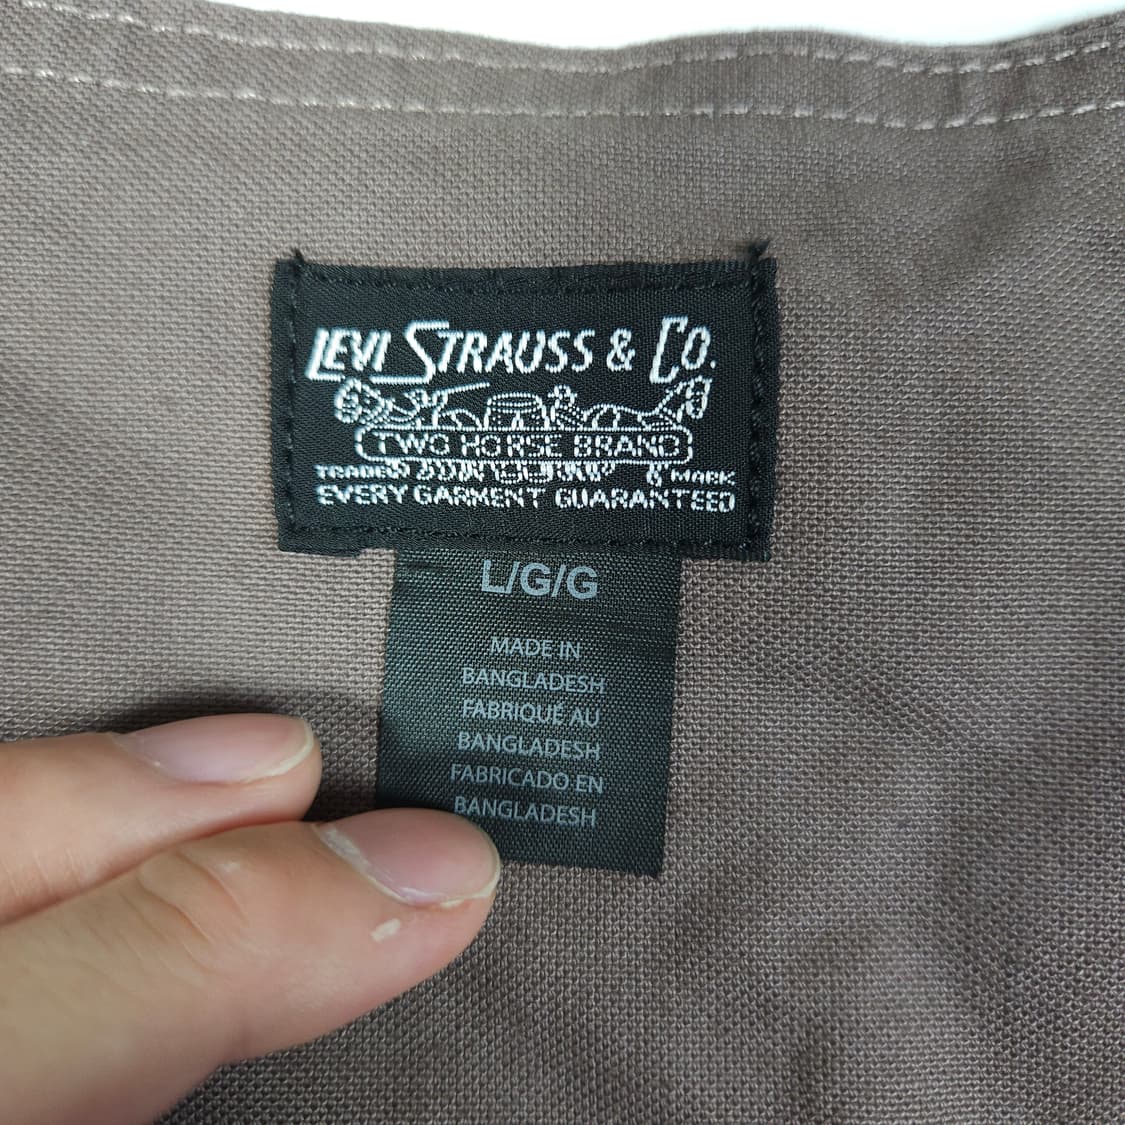 LEVI STRAUSS & CO.
TWO HORSE BRAND
TRADE MARK
EVERY GARMENT GUARANTEED
L/G/G
MADE IN
BANGLADESH
FABRIQUÉ AU
BANGLADESH
FABRICADO EN
BANGLADESH